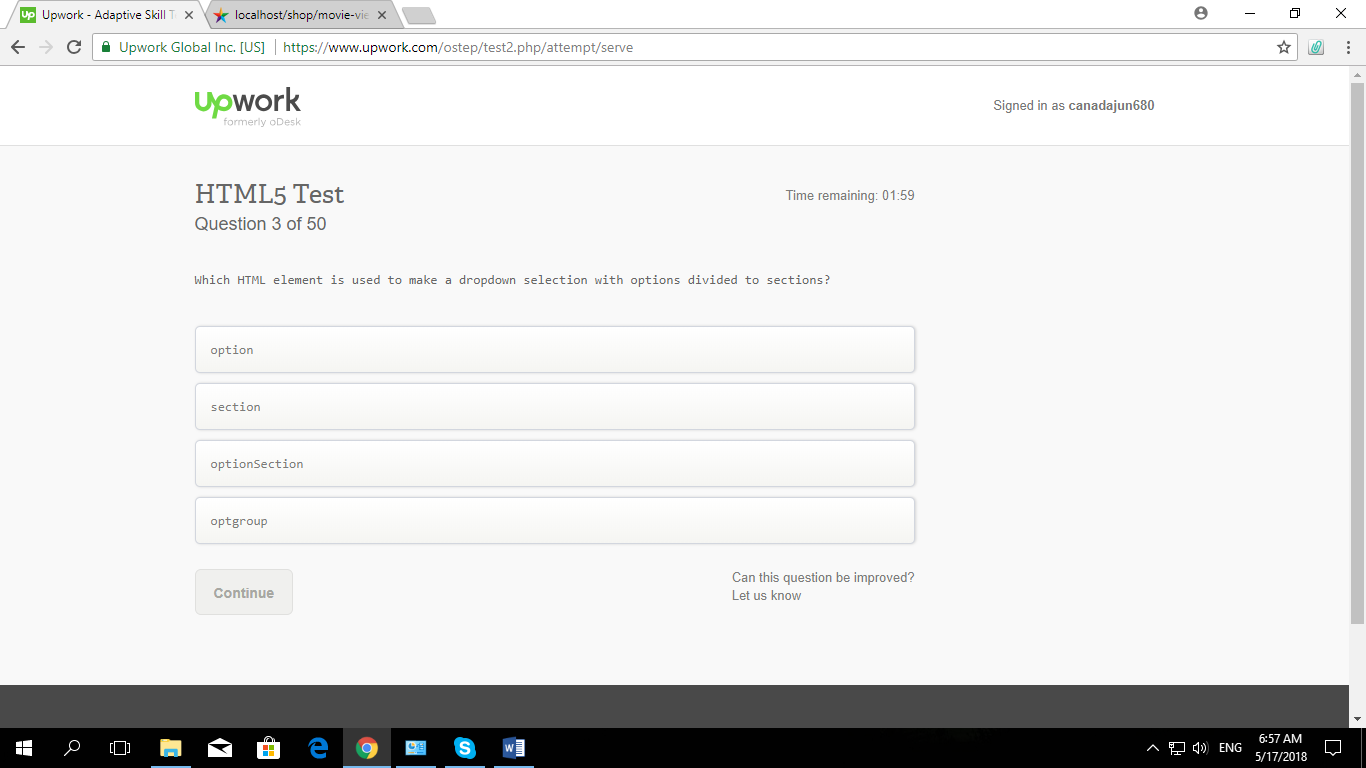 Upwork - Adaptive Skill T
localhost/shop/movie-vie
Upwork Global Inc. [US]
https://www.upwork.com/ostep/test2.php/attempt/serve
upwork
formerly oDesk
Signed in as canadajun680
HTML5 Test
Time remaining: 01:59
Question 3 of 50
Which HTML element is used to make a dropdown selection with options divided to sections?
option
section
optionSection
optgroup
Continue
Can this question be improved?
Let us know
ENG
6:57 AM
5/17/2018